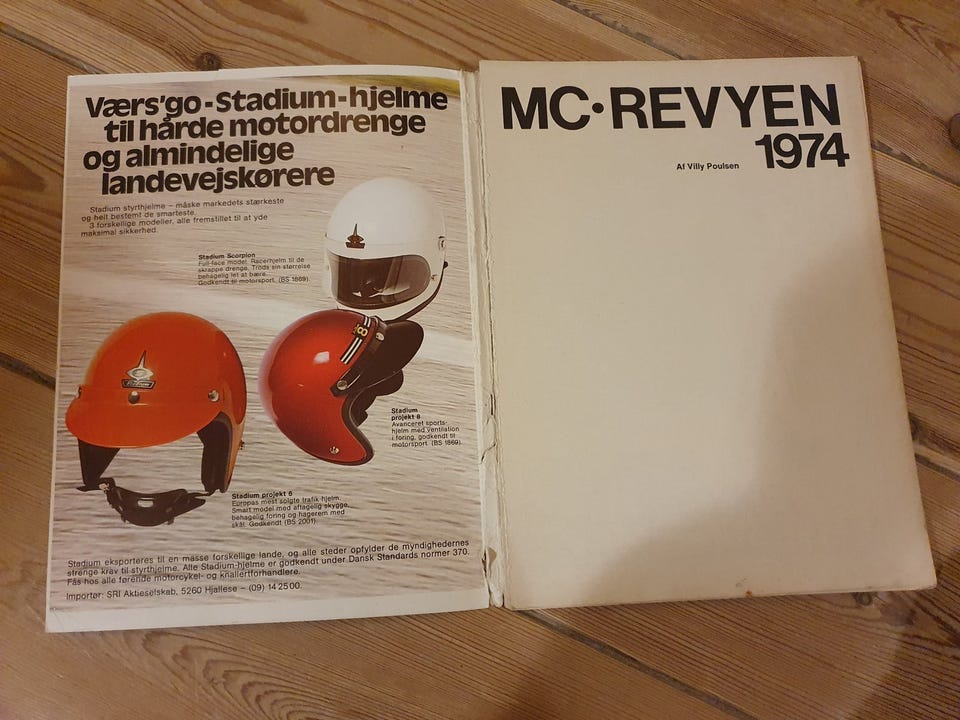 Værs'go - Stadium-hjelme
til hårde motordrenge
og almindelige
landevejskørere
Stadium styrthjelme – måske markedets stærkeste
og helt bestemt de smarteste.
3 forskellige modeller, alle fremstillet til at yde
maksimal sikkerhed.
Stadium Scorpion
Full-face model. Racerhjelm til de
skrappe drenge. Trods sin størrelse
behagelig let at bære.
Godkendt til motorsport. (BS 1869).
8
Stadium
projekt 8
Avanceret sports-
hjelm med ventilation
i foring, godkendt til
motorsport. (BS 1869).
Stadium
Stadium projekt 6
Europas mest solgte trafik hjelm.
Smart model med aftagelig skygge,
behagelig foring og hagerem med
skål. Godkendt (BS 2001).
Stadium eksporteres til en masse forskellige lande, og alle steder opfylder de myndighedernes
strenge krav til styrthjelme. Alle Stadium-hjelme er godkendt under Dansk Standards normer 370.
Fås hos alle førende motorcykel- og knallertforhandlere.
Importør: SRI Aktieselskab, 5260 Hjallese – (09) 14 25 00.
MC·REVYEN
1974
Af Villy Poulsen